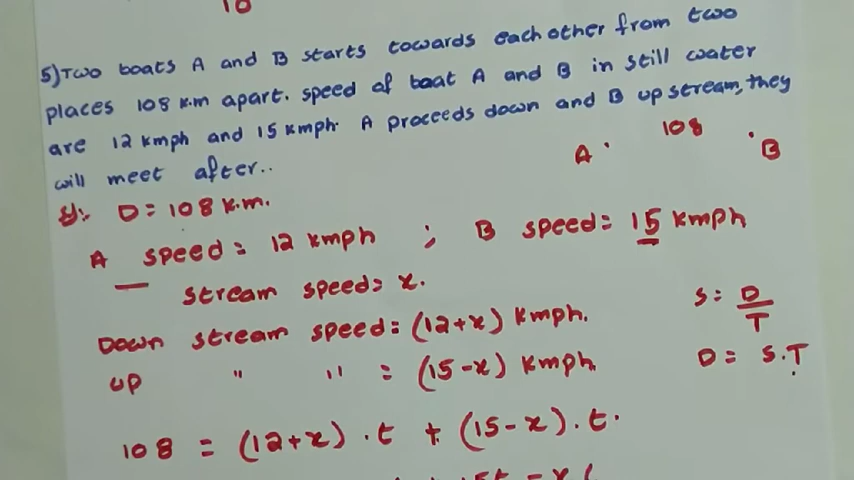 10
5) Two boats A and B starts towards each other from two
places 108 K.m apart. speed of boat A and B in still water
are 12 kmph and 15 kmph. A proceeds down and B up stream, they
will meet after..
A . 108 . B
Sol: D = 108 K.m.
A speed = 12 kmph ; B speed = 15 kmph
stream speed = x.
Down stream speed = (12+x) Kmph.
S = D/T
up " " = (15-x) Kmph
D = S.T
108 = (12+x).t + (15-x).t.